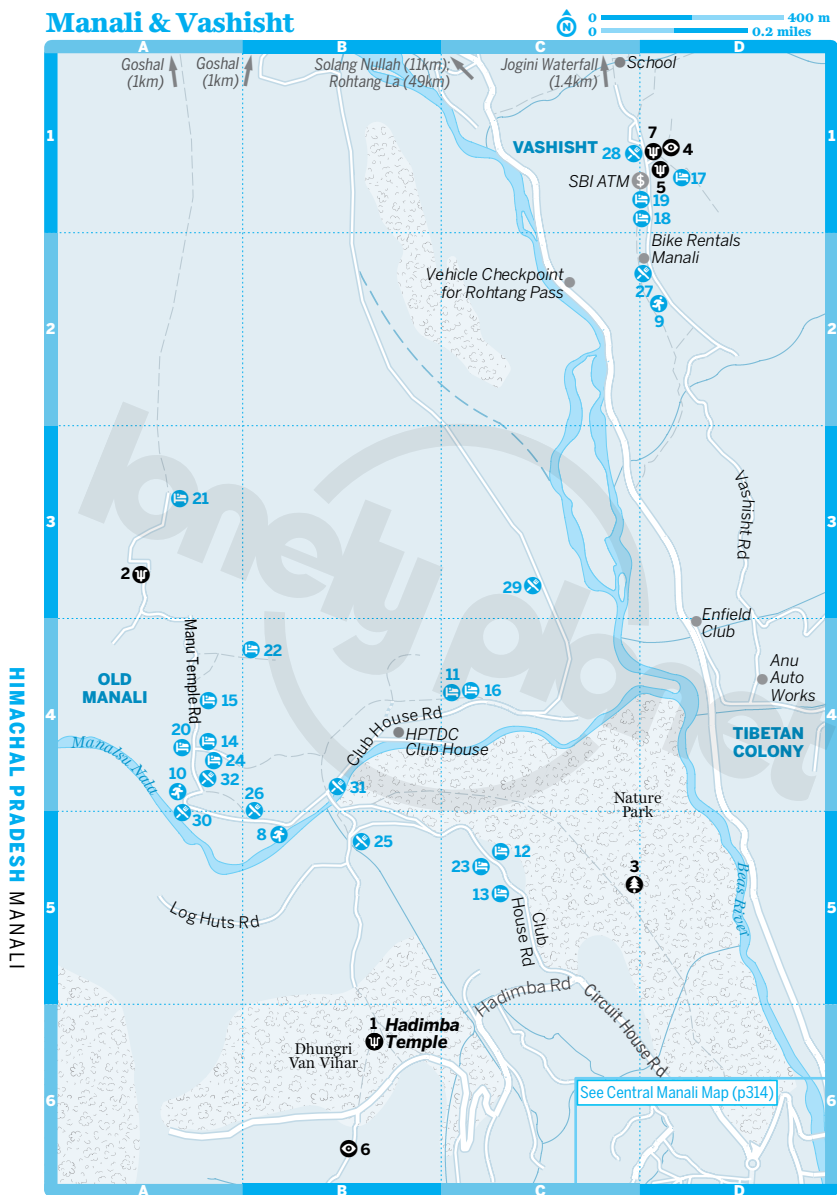 Manali & Vashisht
N
0 400 m
0 0.2 miles
A B C D
Goshal
(1km)
Goshal
(1km)
Solang Nullah (11km);
Rohtang La (49km)
Jogini Waterfall
(1.4km)
School
1
1
VASHISHT
28
7
4
SBI ATM
$
5
17
19
18
Bike Rentals
Manali
Vehicle Checkpoint
for Rohtang Pass
27
9
2
2
lonely planet
21
3
3
Vashisht Rd
2
29
Enfield
Club
Manu Temple Rd
22
OLD
MANALI
15
11
16
Anu
Auto
Works
4
4
Club House Rd
HPTDC
Club House
TIBETAN
COLONY
20
14
24
Manalsu Nala
10
32
26
31
30
Nature
Park
8
25
12
23
3
13
5
5
Log Huts Rd
Club
House Rd
Beas River
Hadimba Rd
Circuit House Rd
1
Hadimba
Temple
Dhungri
Van Vihar
See Central Manali Map (p314)
6
6
6
A B C D
HIMACHAL PRADESH MANALI